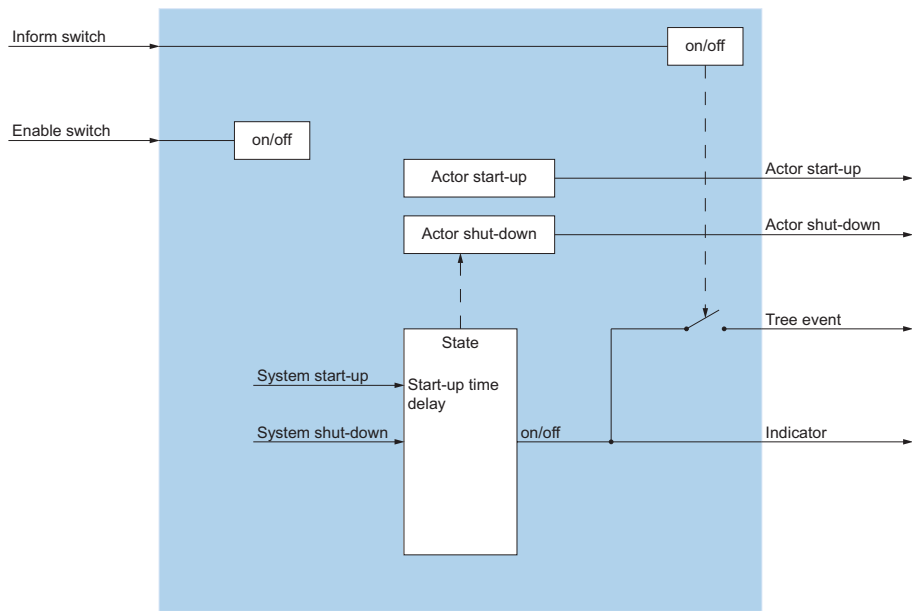 Inform switch
on/off
Enable switch
on/off
Actor start-up
Actor start-up
Actor shut-down
Actor shut-down
Tree event
State
System start-up
Start-up time
delay
System shut-down
on/off
Indicator